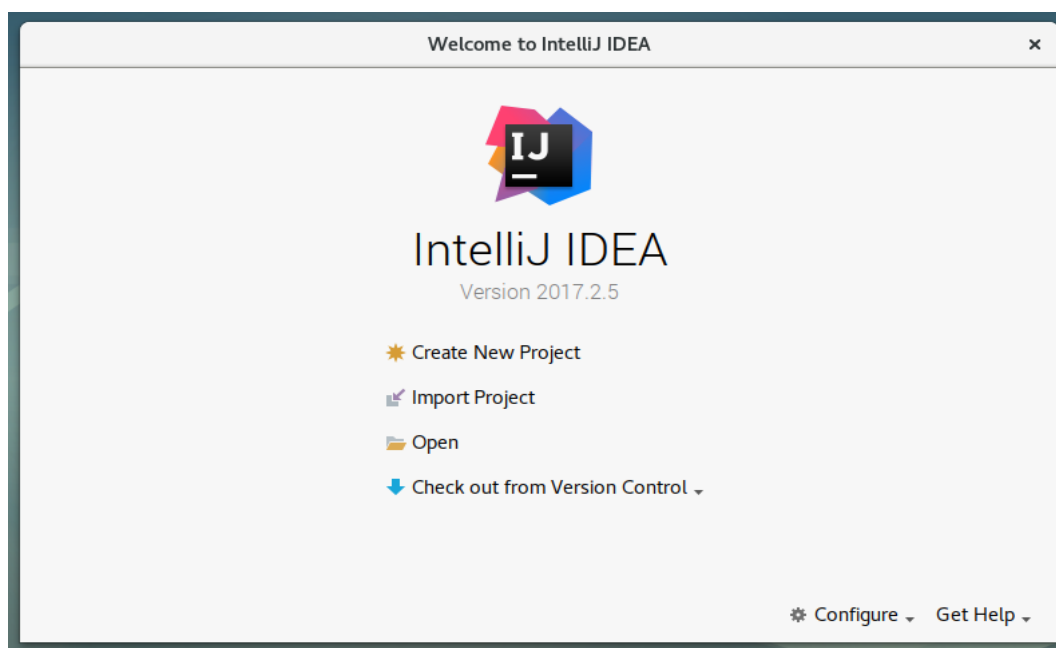 Welcome to IntelliJ IDEA
IJ
IntelliJ IDEA
Version 2017.2.5
Create New Project
Import Project
Open
Check out from Version Control
Configure Get Help